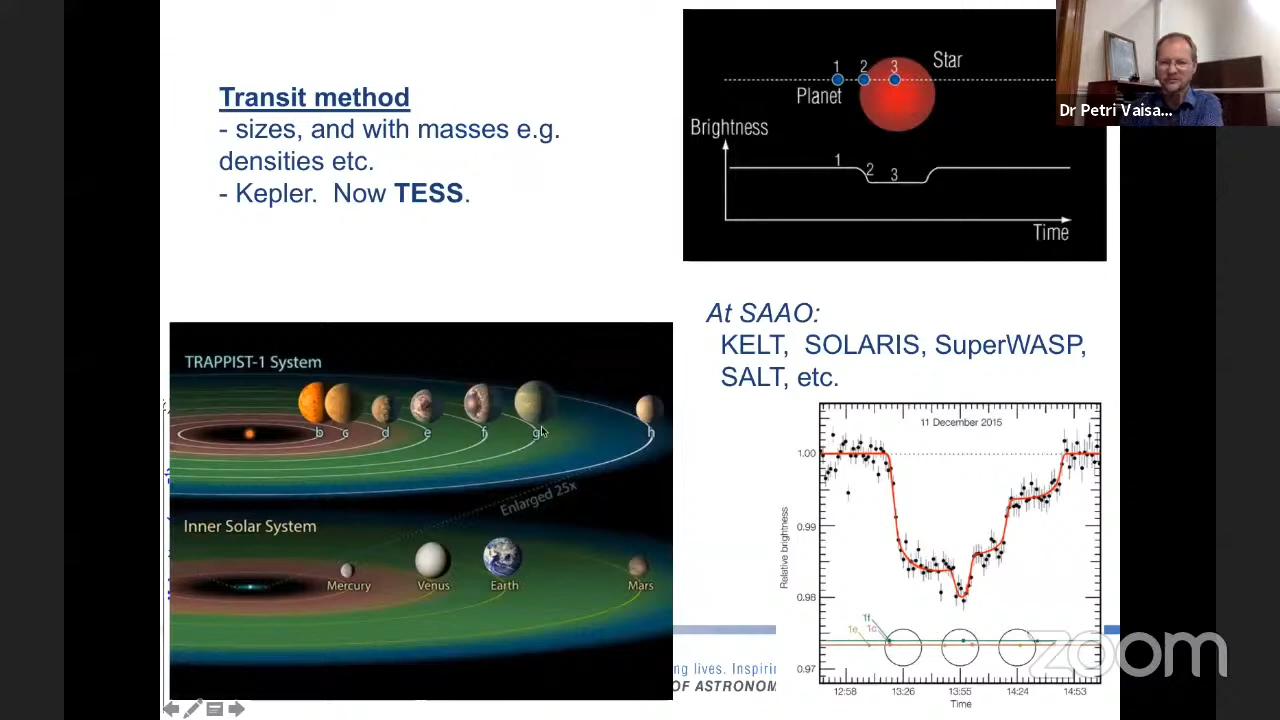 Transit method
- sizes, and with masses e.g.
densities etc.
- Kepler. Now TESS.
1
2
3
Star
Planet
Brightness
1
2
3
Time
Dr Petri Vaisa...
At SAAO:
KELT, SOLARIS, SuperWASP,
SALT, etc.
TRAPPIST-1 System
b
c
d
e
f
g
h
Enlarged 25x
Inner Solar System
Mercury
Venus
Earth
Mars
11 December 2015
1.00
0.99
0.98
0.97
Relative brightness
1f
1e
1c
12:58
13:26
13:55
14:24
14:53
Time
ng lives. Inspirin
OF ASTRONOM
zoom